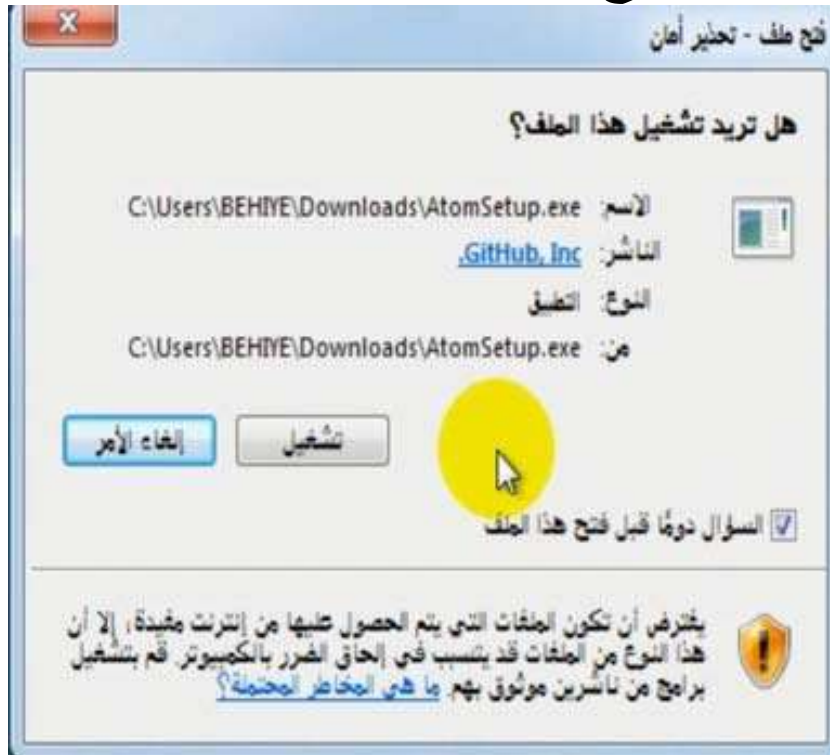 فتح ملف - تحذير أمان
هل تريد تشغيل هذا الملف؟
الاسم: C:\Users\BEHIYE\Downloads\AtomSetup.exe
الناشر: GitHub, Inc.
النوع: التطبيق
من: C:\Users\BEHIYE\Downloads\AtomSetup.exe
تشغيل
إلغاء الأمر
السؤال دومًا قبل فتح هذا الملف
يفترض أن تكون الملفات التي يتم الحصول عليها من إنترنت مفيدة، إلا أن
هذا النوع من الملفات قد يتسبب في إلحاق الضرر بالكمبيوتر. قم بتشغيل
برامج من ناشرين موثوق بهم. ما هي المخاطر المحتملة؟